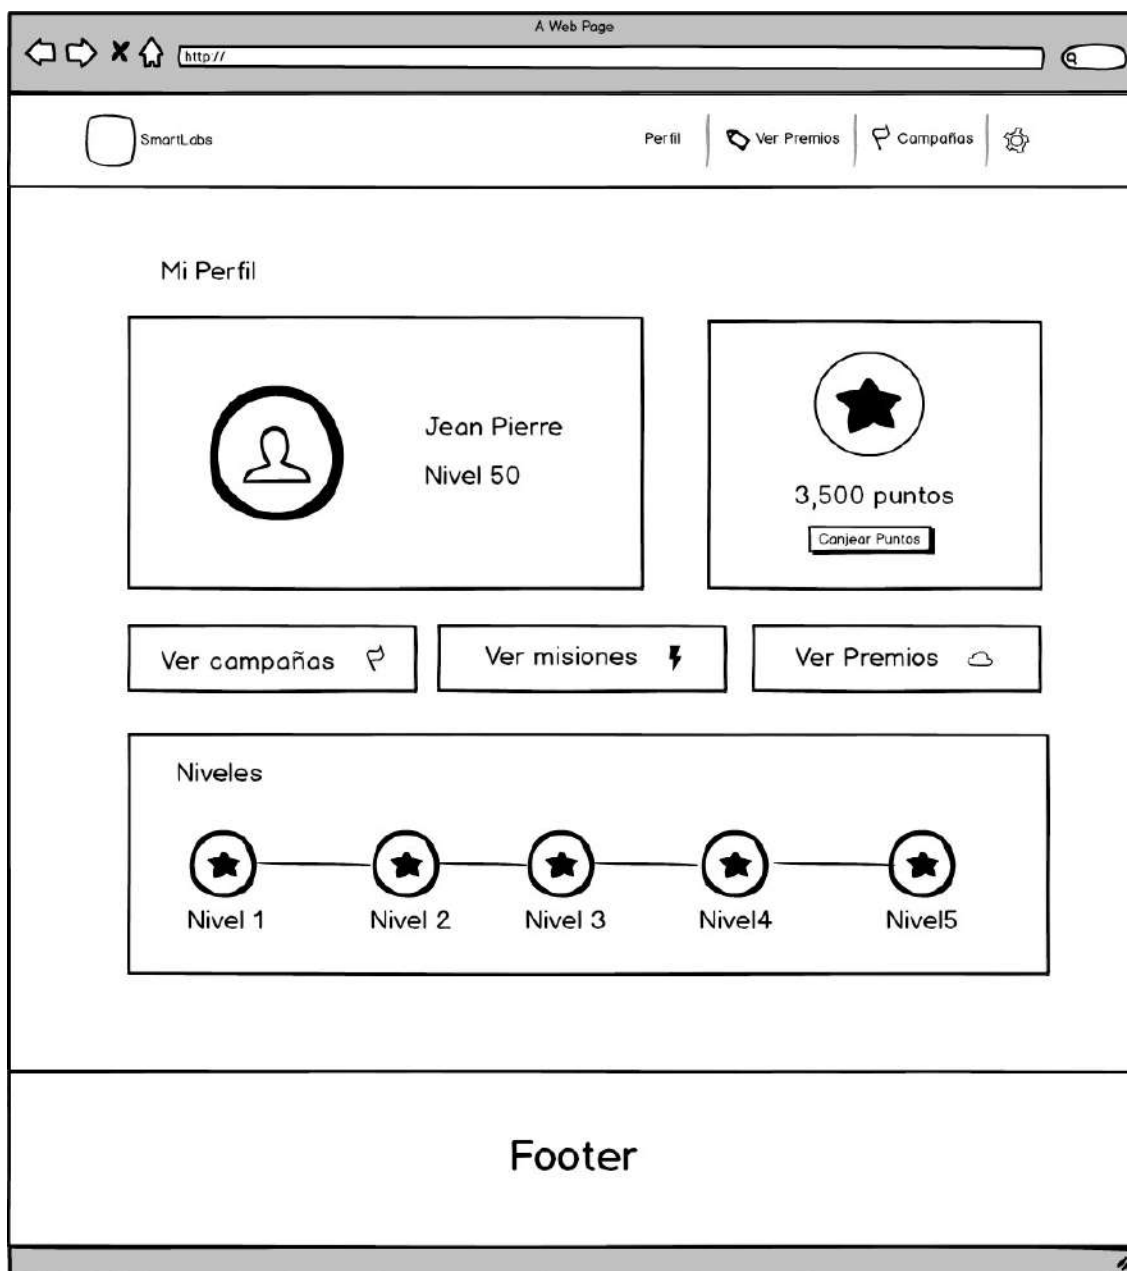 A Web Page
http://
SmartLabs
Perfil
Ver Premios
Campañas
Mi Perfil
Jean Pierre
Nivel 50
3,500 puntos
Canjear Puntos
Ver campañas
Ver misiones
Ver Premios
Niveles
Nivel 1
Nivel 2
Nivel 3
Nivel4
Nivel5
Footer